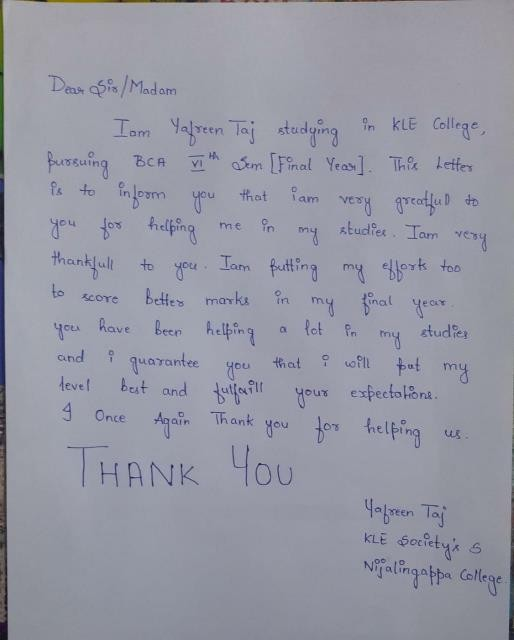 Dear Sir/Madam
Iam Yafreen Taj studying in KLE College,
pursuing BCA VIth Sem [Final Year]. This Letter
is to inform you that iam very greatfull to
you for helping me in my studies. Iam very
thankfull to you. Iam putting my efforts too
to score better marks in my final year.
you have been helping a lot in my studies
and i guarantee you that i will put my
level best and fulfaill your expectations.
I Once Again Thank you for helping us.
THANK YOU
Yafreen Taj
KLE Society's S
Nijalingappa College